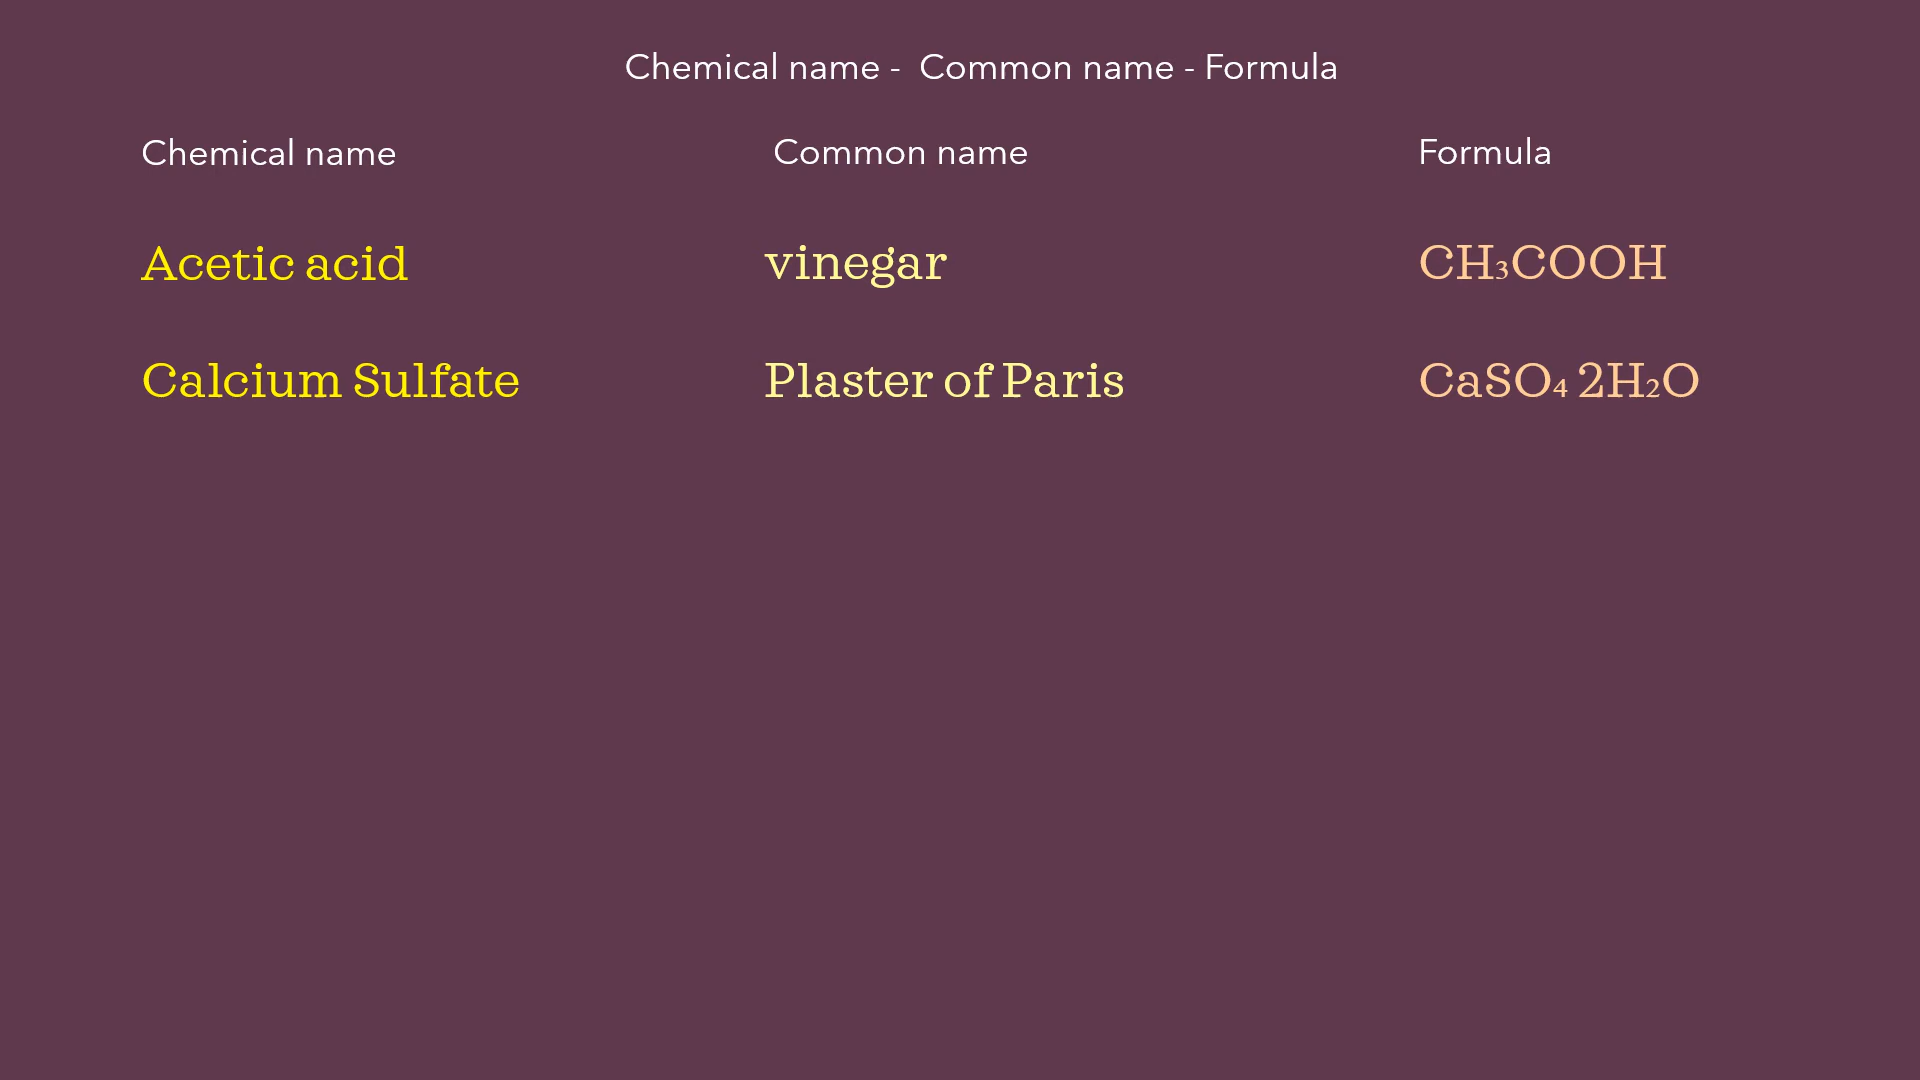 Chemical name -  Common name - Formula
Chemical name Common name Formula
Acetic acid vinegar CH₃COOH
Calcium Sulfate Plaster of Paris CaSO₄ 2H₂O